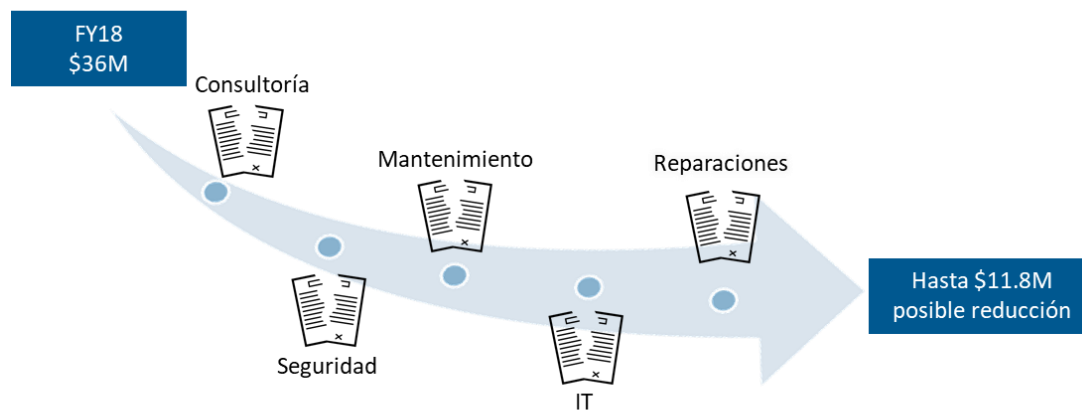 FY18
$36M
Consultoría
Seguridad
Mantenimiento
IT
Reparaciones
Hasta $11.8M
posible reducción